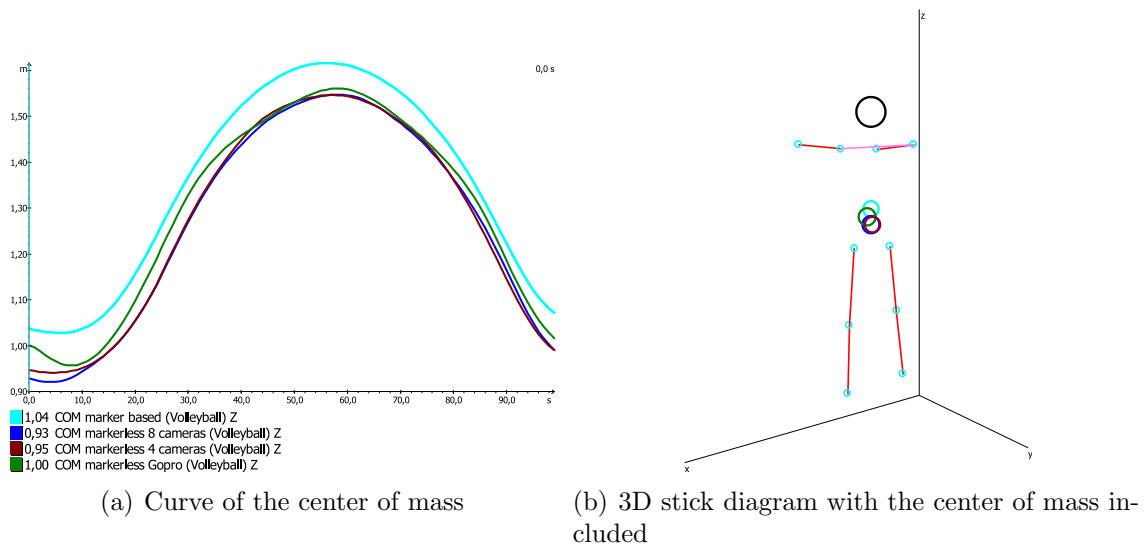 z
m
0,0 s
1,50
1,40
1,30
1,20
1,10
1,00
0,90
0,0 10,0 20,0 30,0 40,0 50,0 60,0 70,0 80,0 90,0 s
1,04 COM marker based (Volleyball) Z
0,93 COM markerless 8 cameras (Volleyball) Z
0,95 COM markerless 4 cameras (Volleyball) Z
1,00 COM markerless Gopro (Volleyball) Z
x
y
(a) Curve of the center of mass
(b) 3D stick diagram with the center of mass in-
cluded